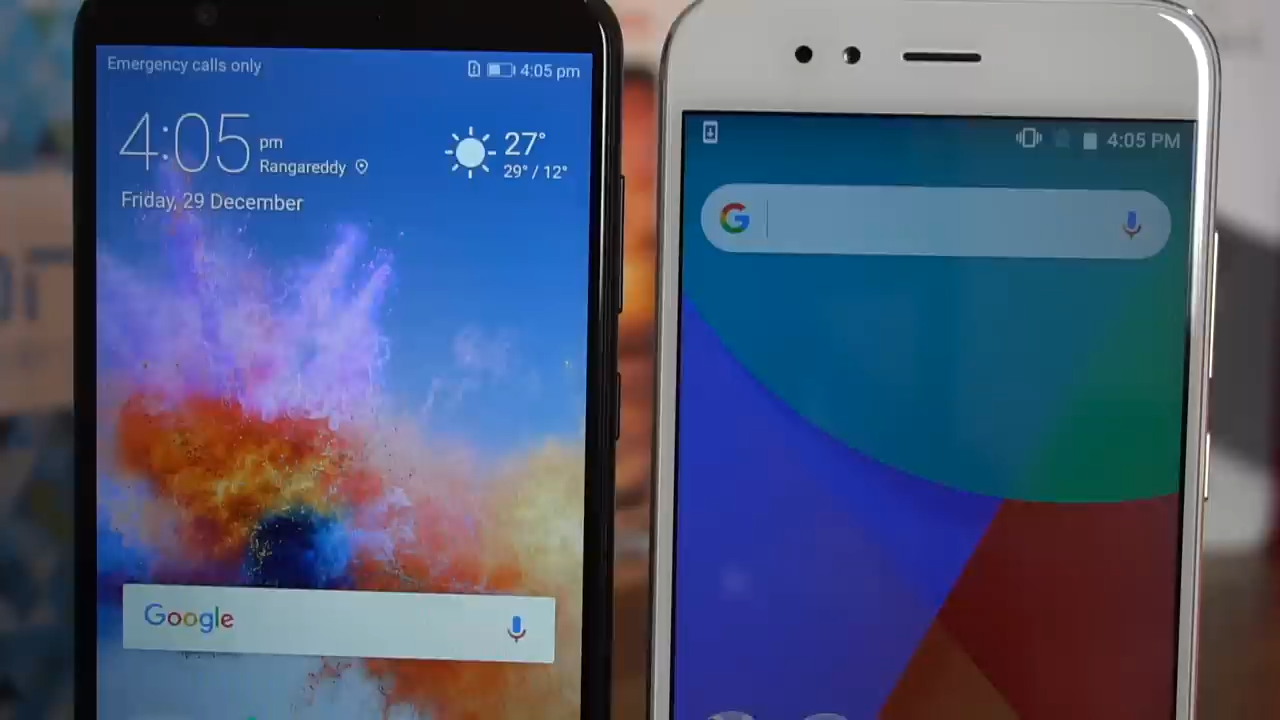 Emergency calls only
4:05 pm
4:05 pm
Rangareddy
Friday, 29 December
27°
29° / 12°
Google
4:05 PM
G